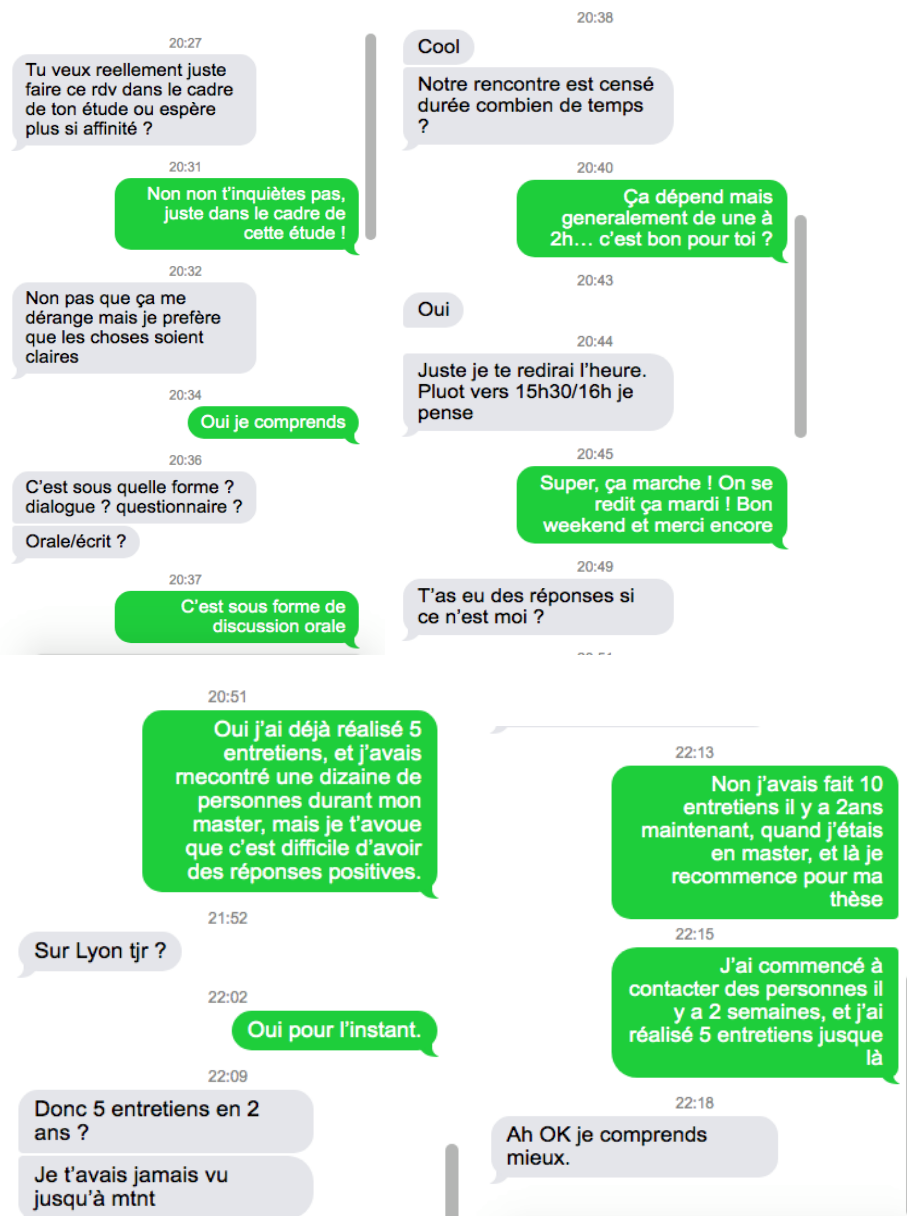 20:27
Tu veux reellement juste
faire ce rdv dans le cadre
de ton étude ou espère
plus si affinité ?
20:31
Non non t'inquiètes pas,
juste dans le cadre de
cette étude !
20:32
Non pas que ça me
dérange mais je prefère
que les choses soient
claires
20:34
Oui je comprends
20:36
C'est sous quelle forme ?
dialogue ? questionnaire ?
Orale/écrit ?
20:37
C'est sous forme de
discussion orale
20:38
Cool
Notre rencontre est censé
durée combien de temps
?
20:40
Ça dépend mais
generalement de une à
2h… c'est bon pour toi ?
20:43
Oui
20:44
Juste je te redirai l'heure.
Pluot vers 15h30/16h je
pense
20:45
Super, ça marche ! On se
redit ça mardi ! Bon
weekend et merci encore
20:49
T'as eu des réponses si
ce n'est moi ?
20:51
Oui j'ai déjà réalisé 5
entretiens, et j'avais
mecontré une dizaine de
personnes durant mon
master, mais je t'avoue
que c'est difficile d'avoir
des réponses positives.
21:52
Sur Lyon tjr ?
22:02
Oui pour l'instant.
22:09
Donc 5 entretiens en 2
ans ?
Je t'avais jamais vu
jusqu'à mtnt
22:13
Non j'avais fait 10
entretiens il y a 2ans
maintenant, quand j'étais
en master, et là je
recommence pour ma
thèse
22:15
J'ai commencé à
contacter des personnes il
y a 2 semaines, et j'ai
réalisé 5 entretiens jusque
là
22:18
Ah OK je comprends
mieux.